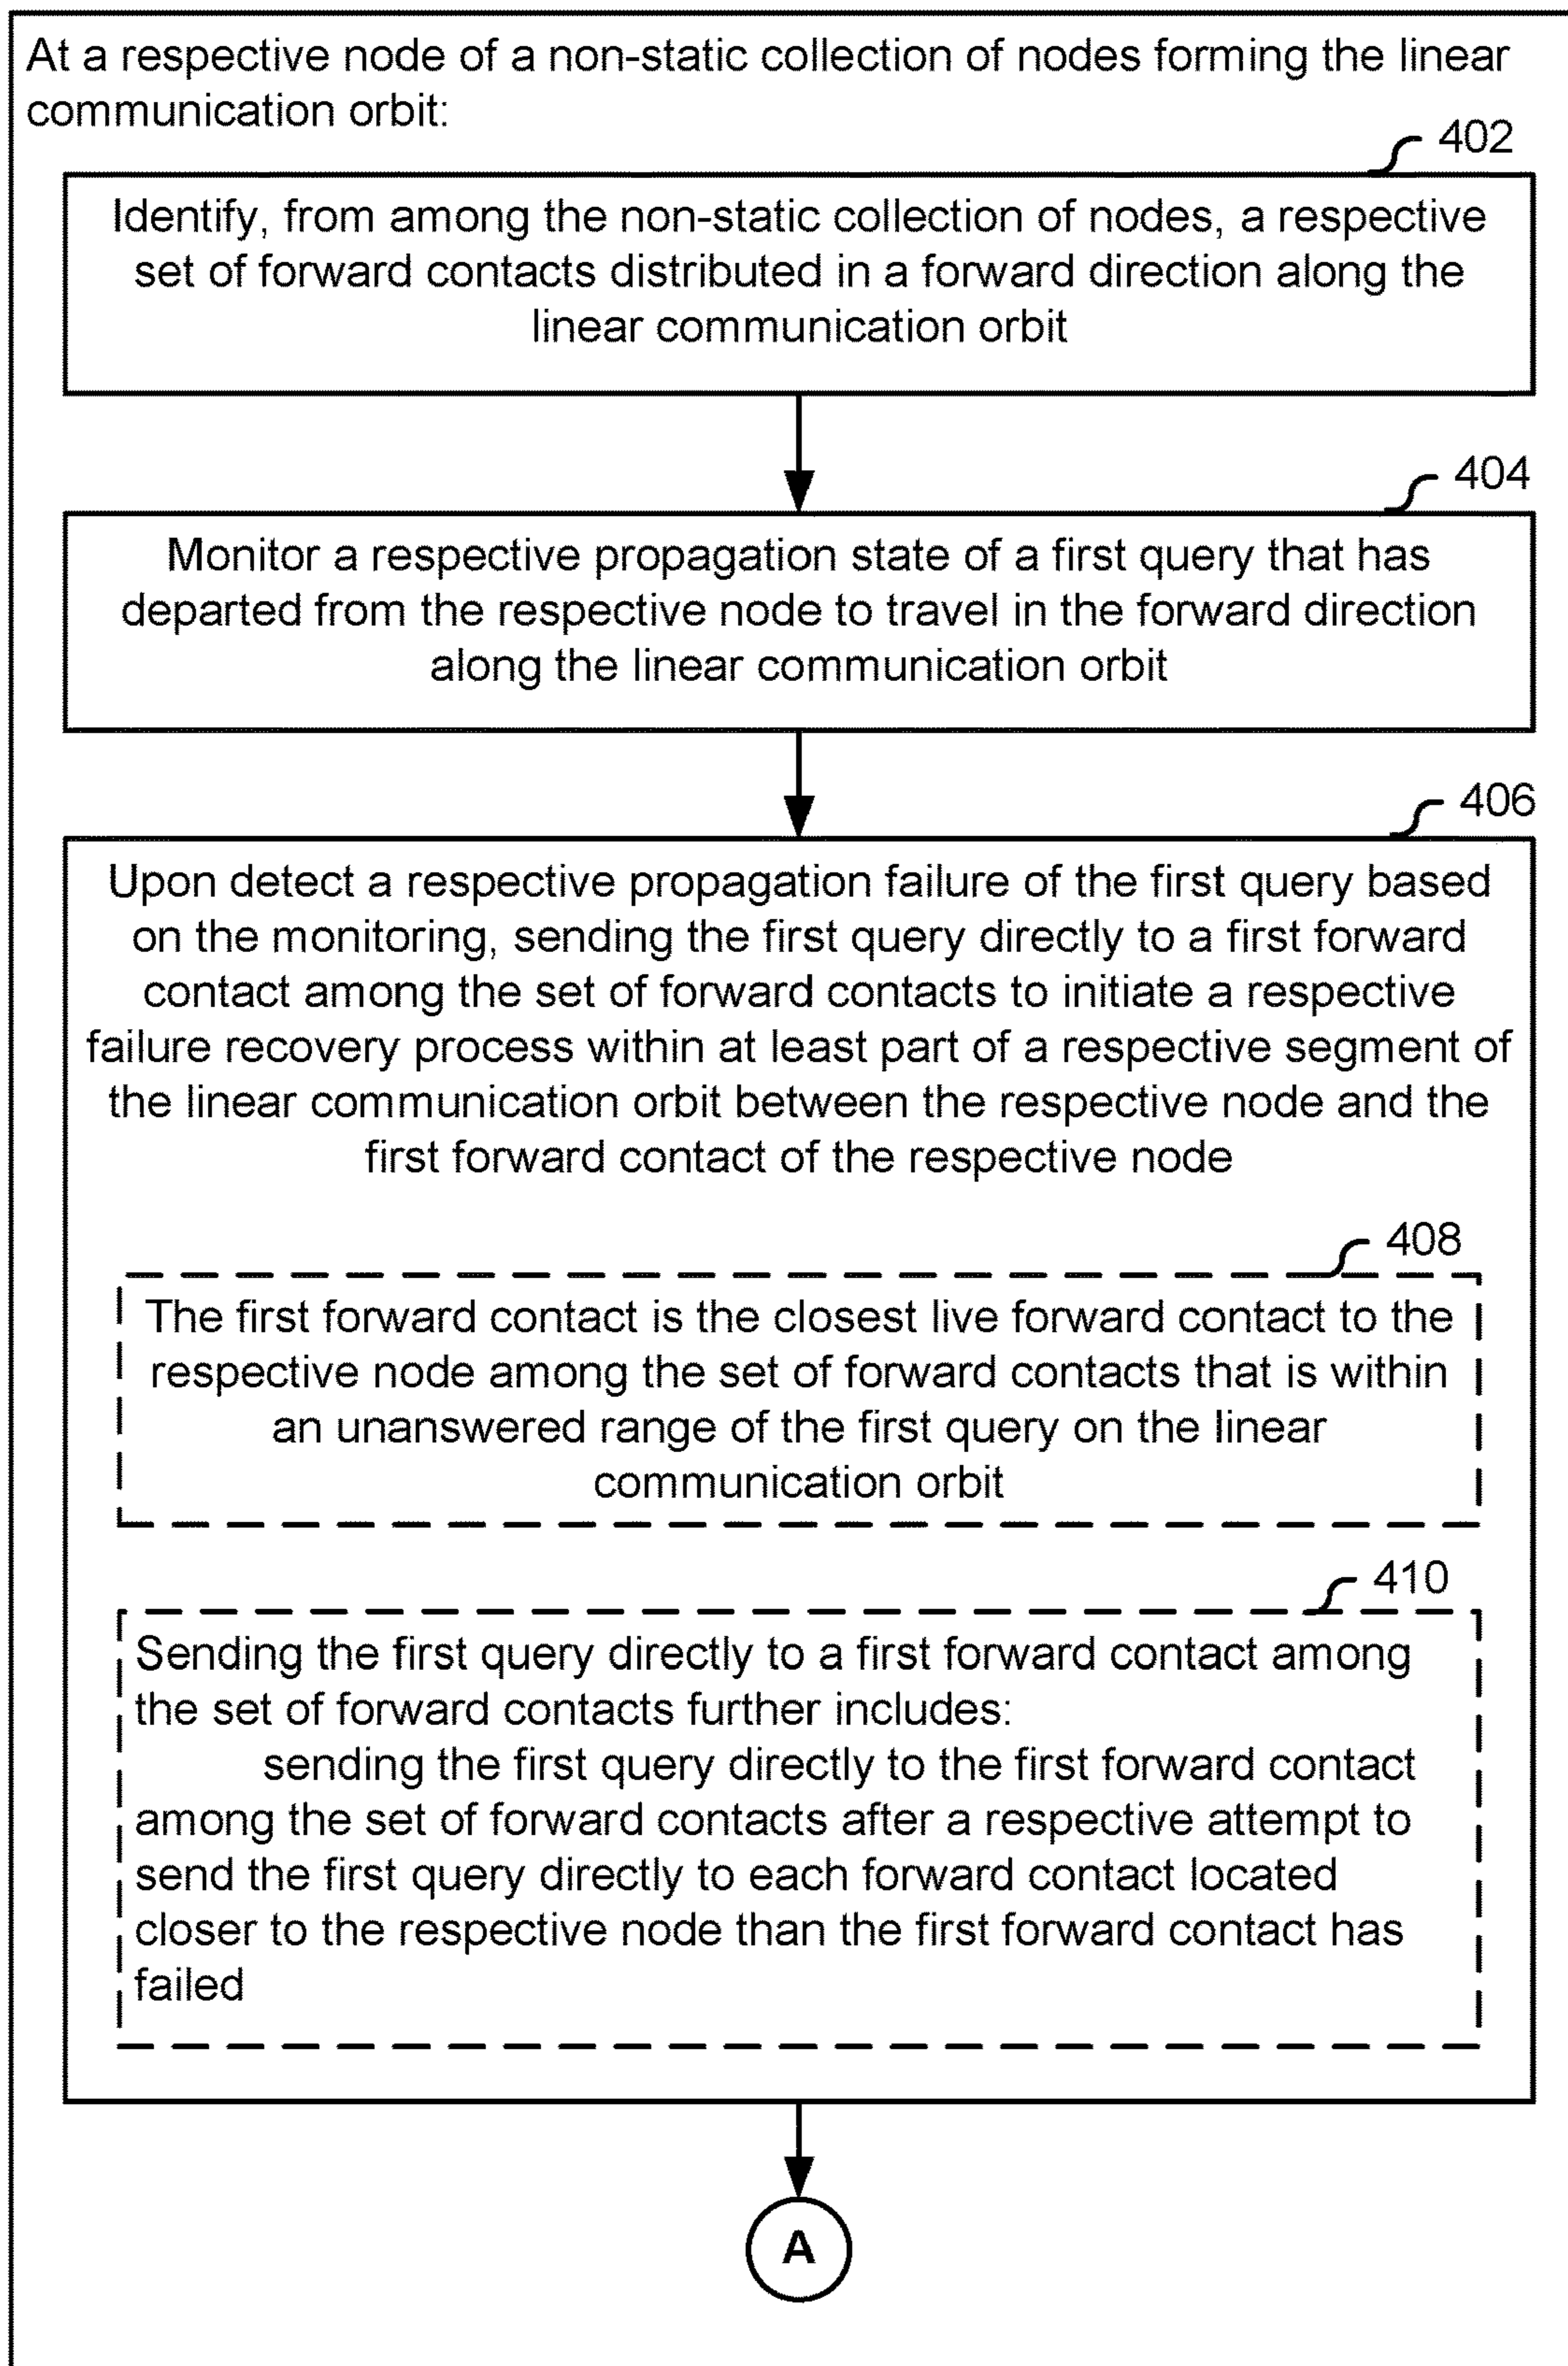 At a respective node of a non-static collection of nodes forming the linear
communication orbit:
402
Identify, from among the non-static collection of nodes, a respective
set of forward contacts distributed in a forward direction along the
linear communication orbit
404
Monitor a respective propagation state of a first query that has
departed from the respective node to travel in the forward direction
along the linear communication orbit
406
Upon detect a respective propagation failure of the first query based
on the monitoring, sending the first query directly to a first forward
contact among the set of forward contacts to initiate a respective
failure recovery process within at least part of a respective segment of
the linear communication orbit between the respective node and the
first forward contact of the respective node
408
The first forward contact is the closest live forward contact to the
respective node among the set of forward contacts that is within
an unanswered range of the first query on the linear
communication orbit
410
Sending the first query directly to a first forward contact among
the set of forward contacts further includes:
sending the first query directly to the first forward contact
among the set of forward contacts after a respective attempt to
send the first query directly to each forward contact located
closer to the respective node than the first forward contact has
failed
A